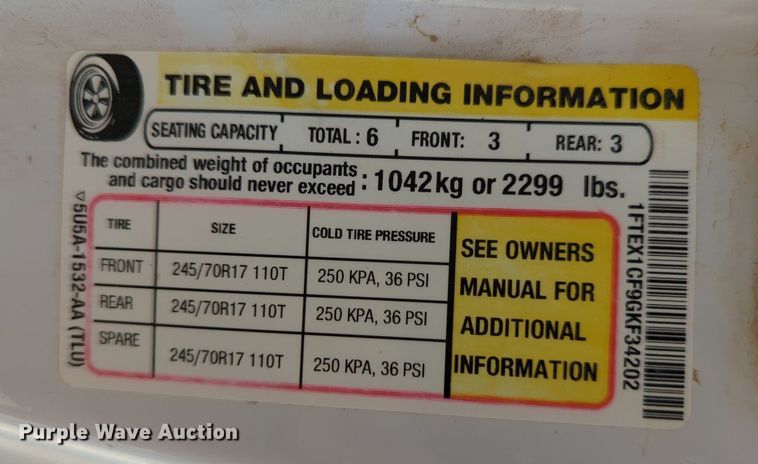 TIRE AND LOADING INFORMATION
SEATING CAPACITY TOTAL : 6 FRONT: 3 REAR: 3
The combined weight of occupants
and cargo should never exceed : 1042kg or 2299 lbs.
TIRE SIZE COLD TIRE PRESSURE
FRONT 245/70R17 110T 250 KPA, 36 PSI
REAR 245/70R17 110T 250 KPA, 36 PSI
SPARE 245/70R17 110T 250 KPA, 36 PSI
SEE OWNERS
MANUAL FOR
ADDITIONAL
INFORMATION
▽5U5A-1532-AA (TLU)
1FTEX1CF9GKF34202
Purple Wave Auction